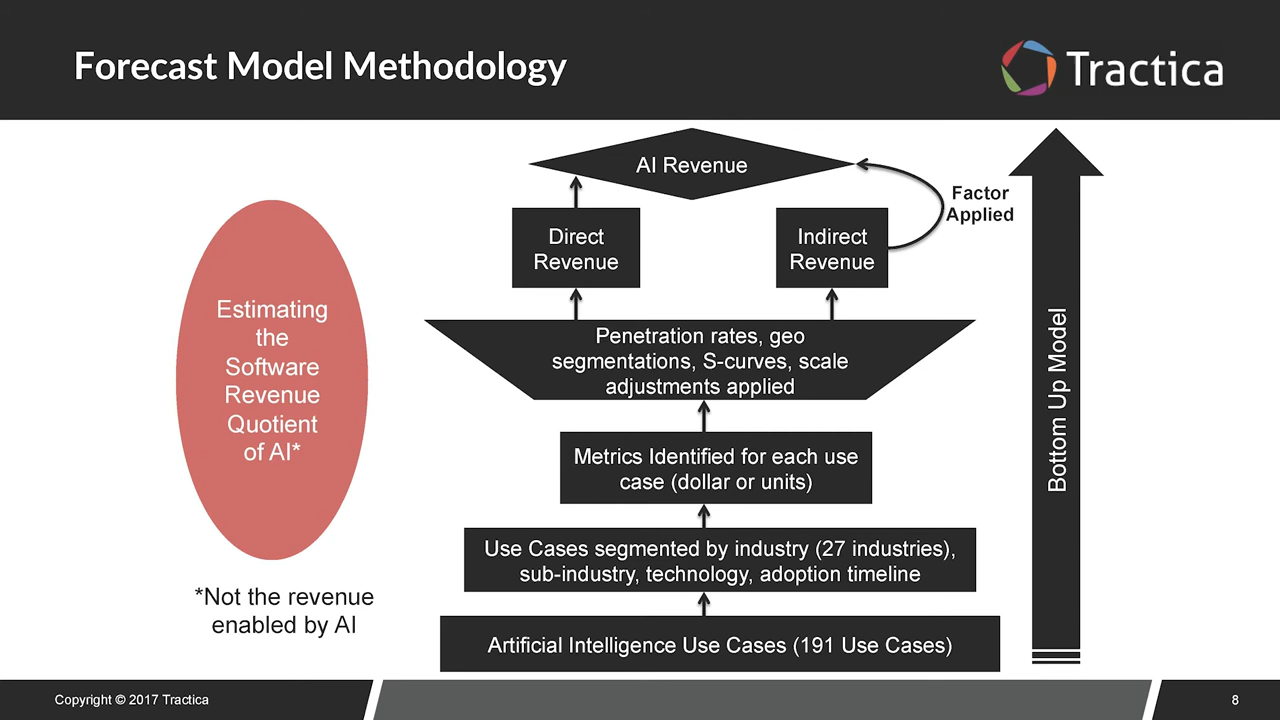 Forecast Model Methodology
Tractica
AI Revenue
Factor
Applied
Direct
Revenue
Indirect
Revenue
Estimating
the
Software
Revenue
Quotient
of AI*
Penetration rates, geo
segmentations, S-curves, scale
adjustments applied
Bottom Up Model
Metrics Identified for each use
case (dollar or units)
Use Cases segmented by industry (27 industries),
sub-industry, technology, adoption timeline
*Not the revenue
enabled by AI
Artificial Intelligence Use Cases (191 Use Cases)
Copyright © 2017 Tractica
8